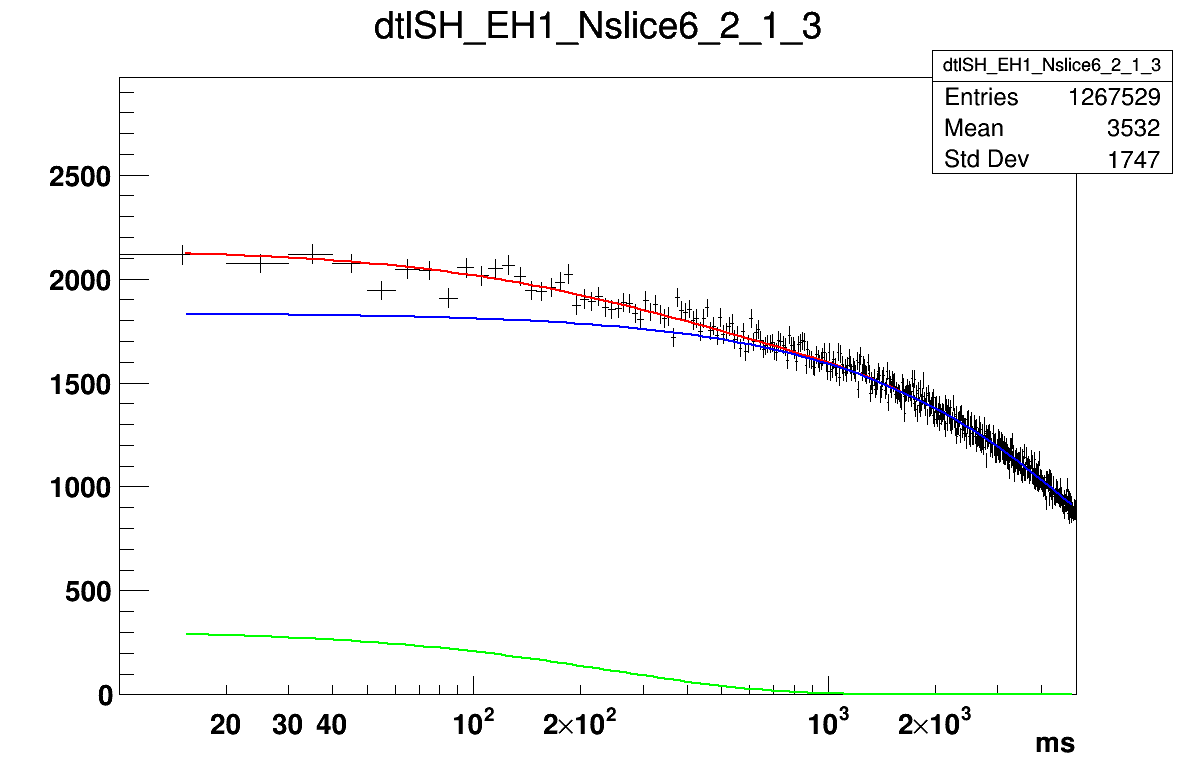 dtlSH_EH1_Nslice6_2_1_3
dtlSH_EH1_Nslice6_2_1_3
Entries 1267529
Mean 3532
Std Dev 1747
2500
2000
1500
1000
500
0
20 30 40 10² 2×10² 10³ 2×10³
ms